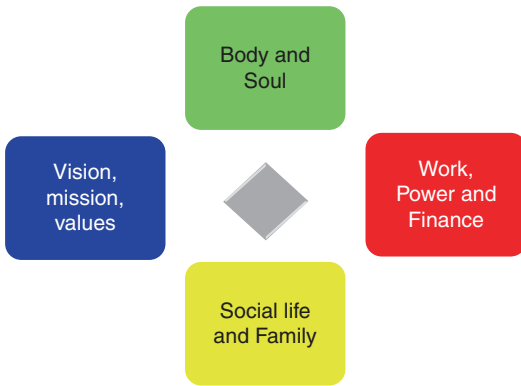 Body and
Soul
Vision,
mission,
values
Work,
Power and
Finance
Social life
and Family